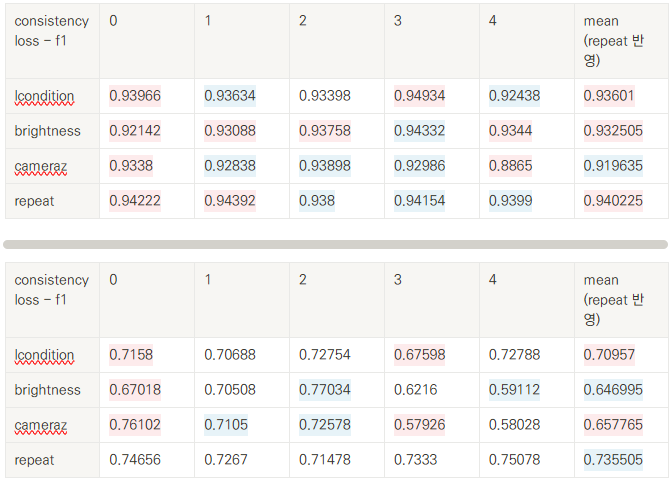 consistency loss – f1 0 1 2 3 4 mean (repeat 반영)
lcondition 0.93966 0.93634 0.93398 0.94934 0.92438 0.93601
brightness 0.92142 0.93088 0.93758 0.94332 0.9344 0.932505
cameraz 0.9338 0.92838 0.93898 0.92986 0.8865 0.919635
repeat 0.94222 0.94392 0.938 0.94154 0.9399 0.940225
consistency loss – f1 0 1 2 3 4 mean (repeat 반영)
lcondition 0.7158 0.70688 0.72754 0.67598 0.72788 0.70957
brightness 0.67018 0.70508 0.77034 0.6216 0.59112 0.646995
cameraz 0.76102 0.7105 0.72578 0.57926 0.58028 0.657765
repeat 0.74656 0.7267 0.71478 0.7333 0.75078 0.735505